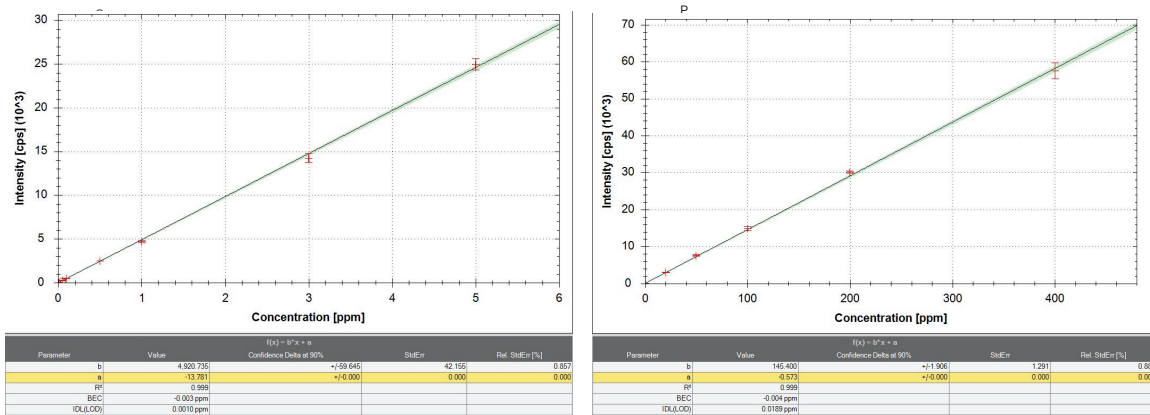 P
Intensity [cps] (10^3)
30
25
20
15
10
5
0
0 1 2 3 4 5 6
Concentration [ppm]
Intensity [cps] (10^3)
70
60
50
40
30
20
10
0
0 100 200 300 400
Concentration [ppm]
f(x) = b*x + a
Parameter Value Confidence Delta at 90% StdErr Rel. StdErr [%]
b 4,920.735 +/-59.645 42.155 0.857
a -13.781 +/-0.000 0.000 0.000
R² 0.999
BEC -0.003 ppm
IDL(LOD) 0.0010 ppm
f(x) = b*x + a
Parameter Value Confidence Delta at 90% StdErr Rel. StdErr [%]
b 145.400 +/-1.906 1.291
a -0.573 +/-0.000 0.000
R² 0.999
BEC -0.004 ppm
IDL(LOD) 0.0189 ppm